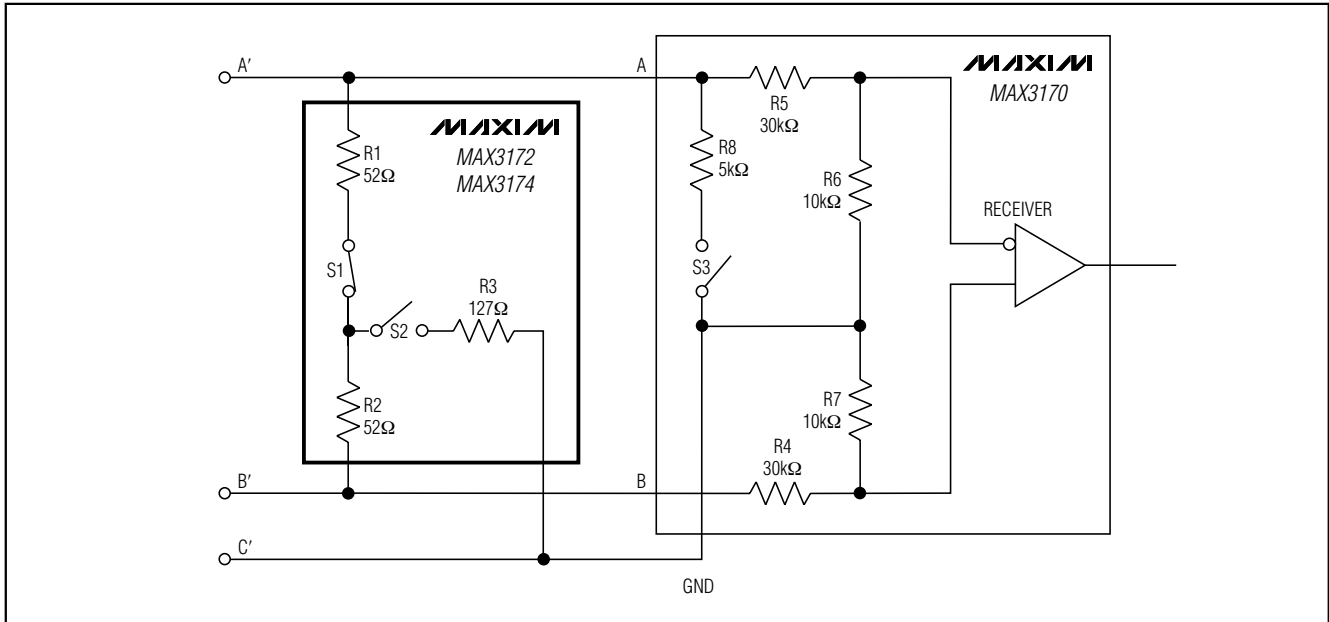 A′
A
MAXIM
MAX3170
R5
30kΩ
MAXIM
MAX3172
MAX3174
R1
52Ω
R8
5kΩ
R6
10kΩ
RECEIVER
S1
S3
R3
127Ω
S2
R2
52Ω
R7
10kΩ
R4
30kΩ
B′
B
C′
GND